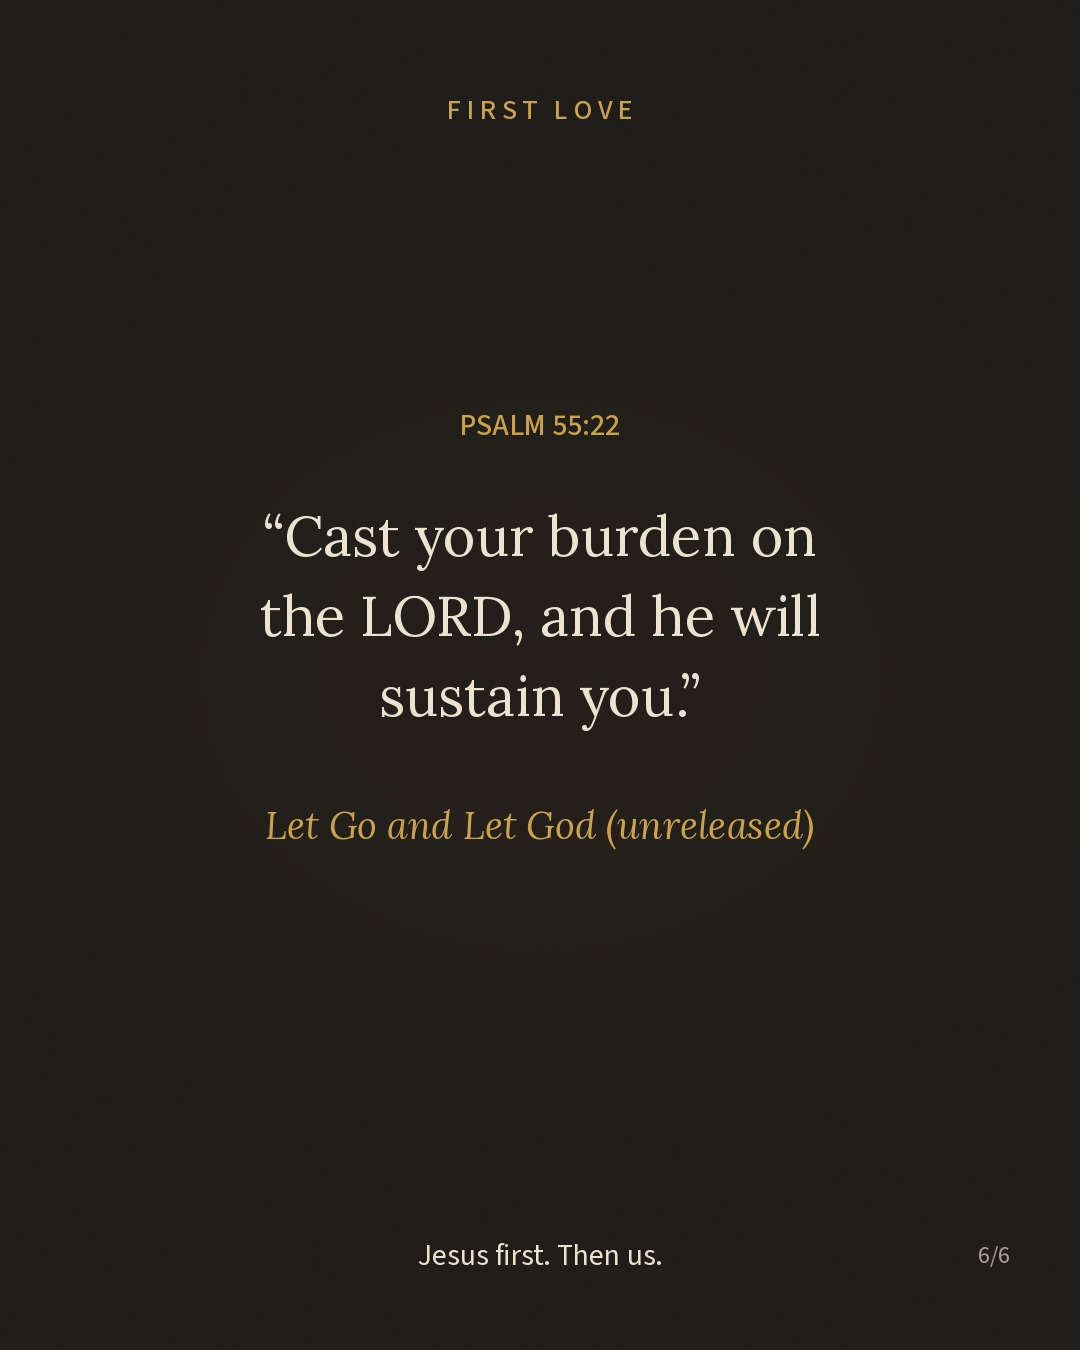 FIRST LOVE
PSALM 55:22
“Cast your burden on
the LORD, and he will
sustain you.”
Let Go and Let God (unreleased)
Jesus first. Then us.
6/6